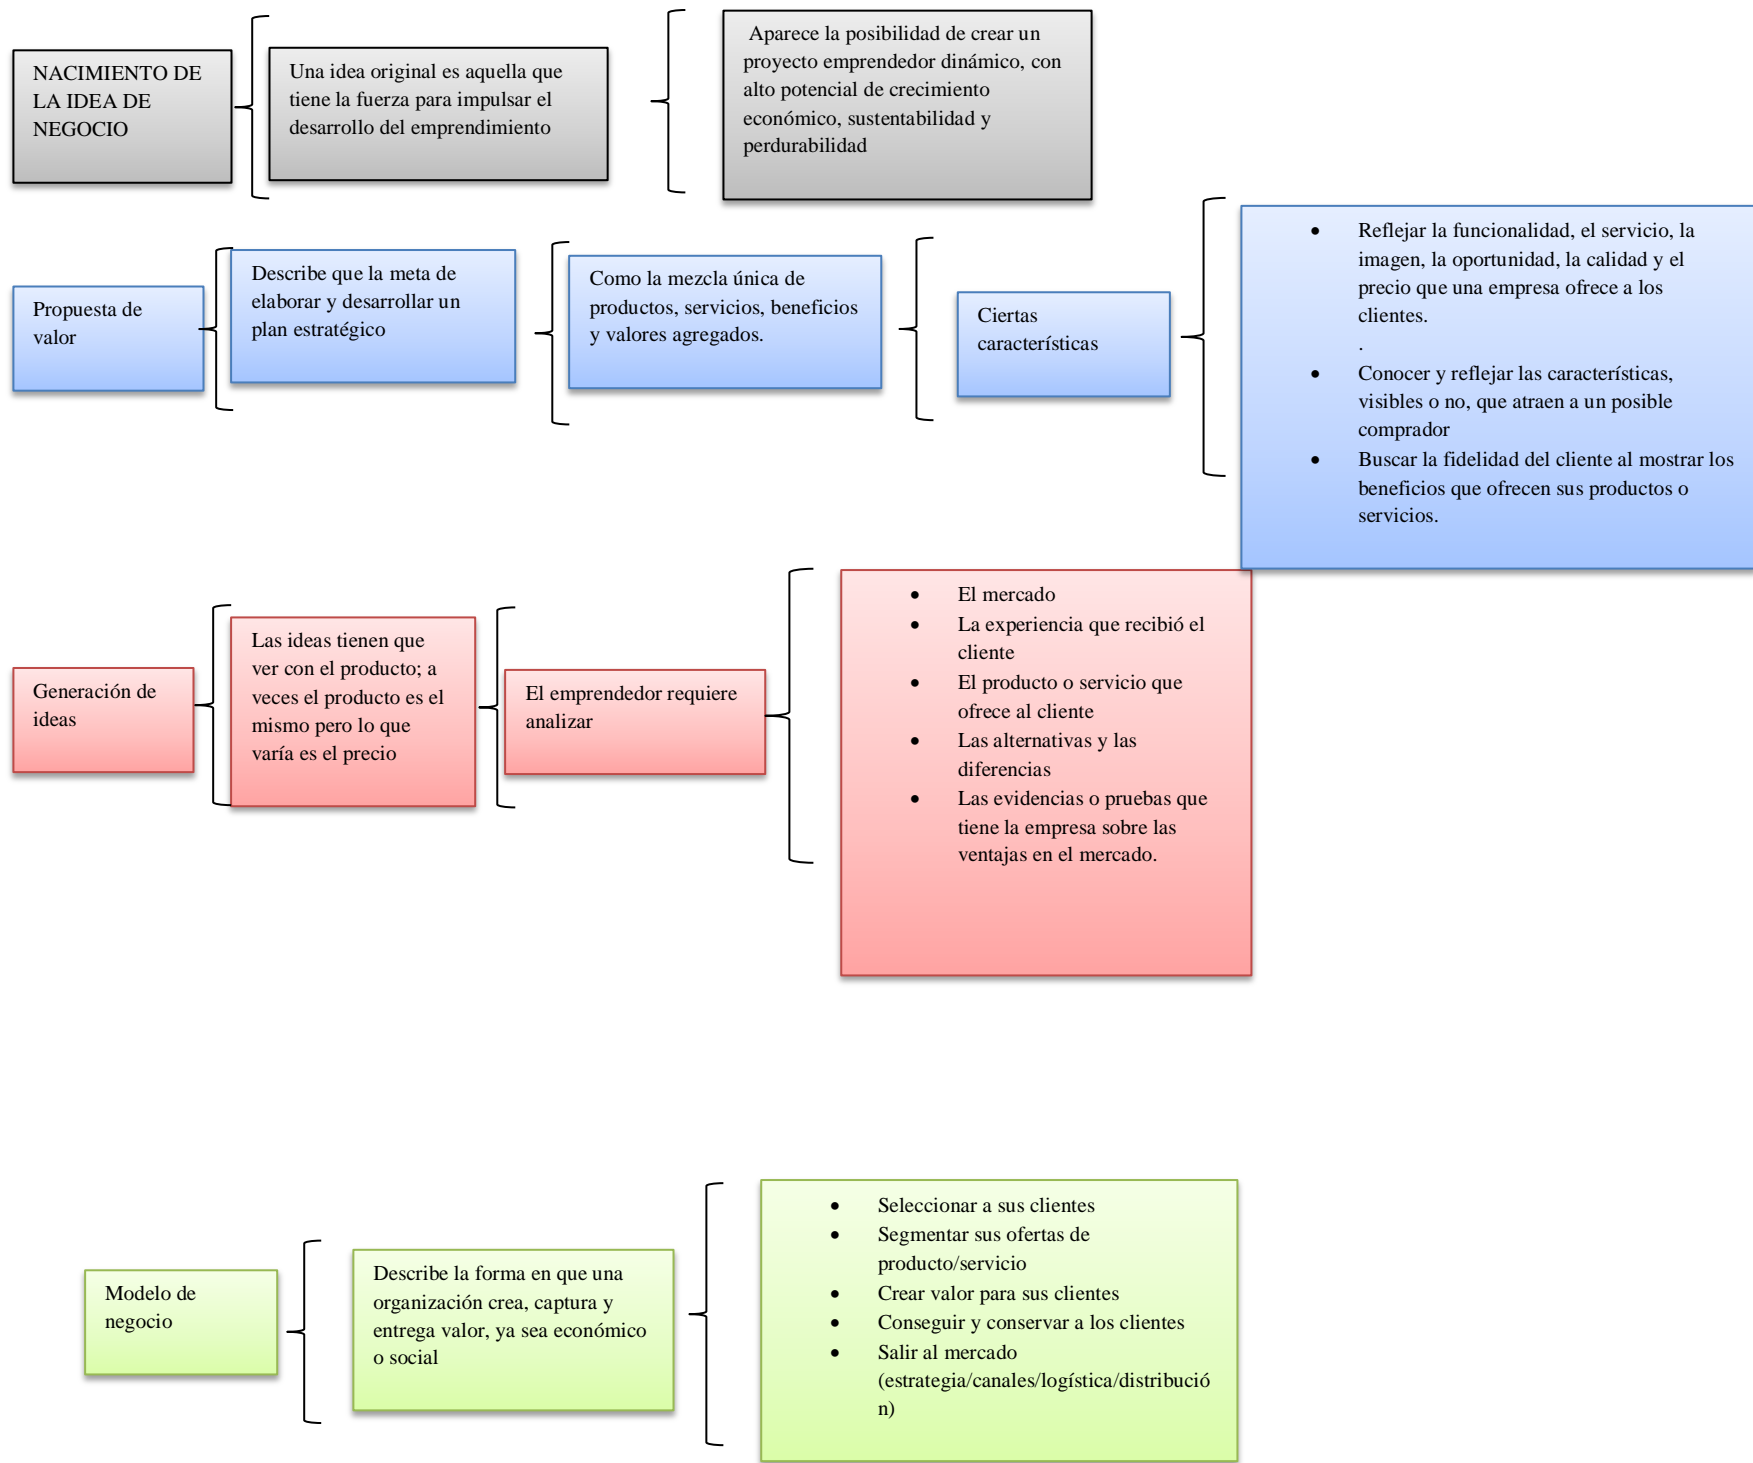 NACIMIENTO DE
LA IDEA DE
NEGOCIO
Una idea original es aquella que
tiene la fuerza para impulsar el
desarrollo del emprendimiento
Aparece la posibilidad de crear un
proyecto emprendedor dinámico, con
alto potencial de crecimiento
económico, sustentabilidad y
perdurabilidad
Propuesta de
valor
Describe que la meta de
elaborar y desarrollar un
plan estratégico
Como la mezcla única de
productos, servicios, beneficios
y valores agregados.
Ciertas
características
• Reflejar la funcionalidad, el servicio, la
imagen, la oportunidad, la calidad y el
precio que una empresa ofrece a los
clientes.
.
• Conocer y reflejar las características,
visibles o no, que atraen a un posible
comprador
• Buscar la fidelidad del cliente al mostrar los
beneficios que ofrecen sus productos o
servicios.
Generación de
ideas
Las ideas tienen que
ver con el producto; a
veces el producto es el
mismo pero lo que
varía es el precio
El emprendedor requiere
analizar
• El mercado
• La experiencia que recibió el
cliente
• El producto o servicio que
ofrece al cliente
• Las alternativas y las
diferencias
• Las evidencias o pruebas que
tiene la empresa sobre las
ventajas en el mercado.
Modelo de
negocio
Describe la forma en que una
organización crea, captura y
entrega valor, ya sea económico
o social
• Seleccionar a sus clientes
• Segmentar sus ofertas de
producto/servicio
• Crear valor para sus clientes
• Conseguir y conservar a los clientes
• Salir al mercado
(estrategia/canales/logística/distribució
n)